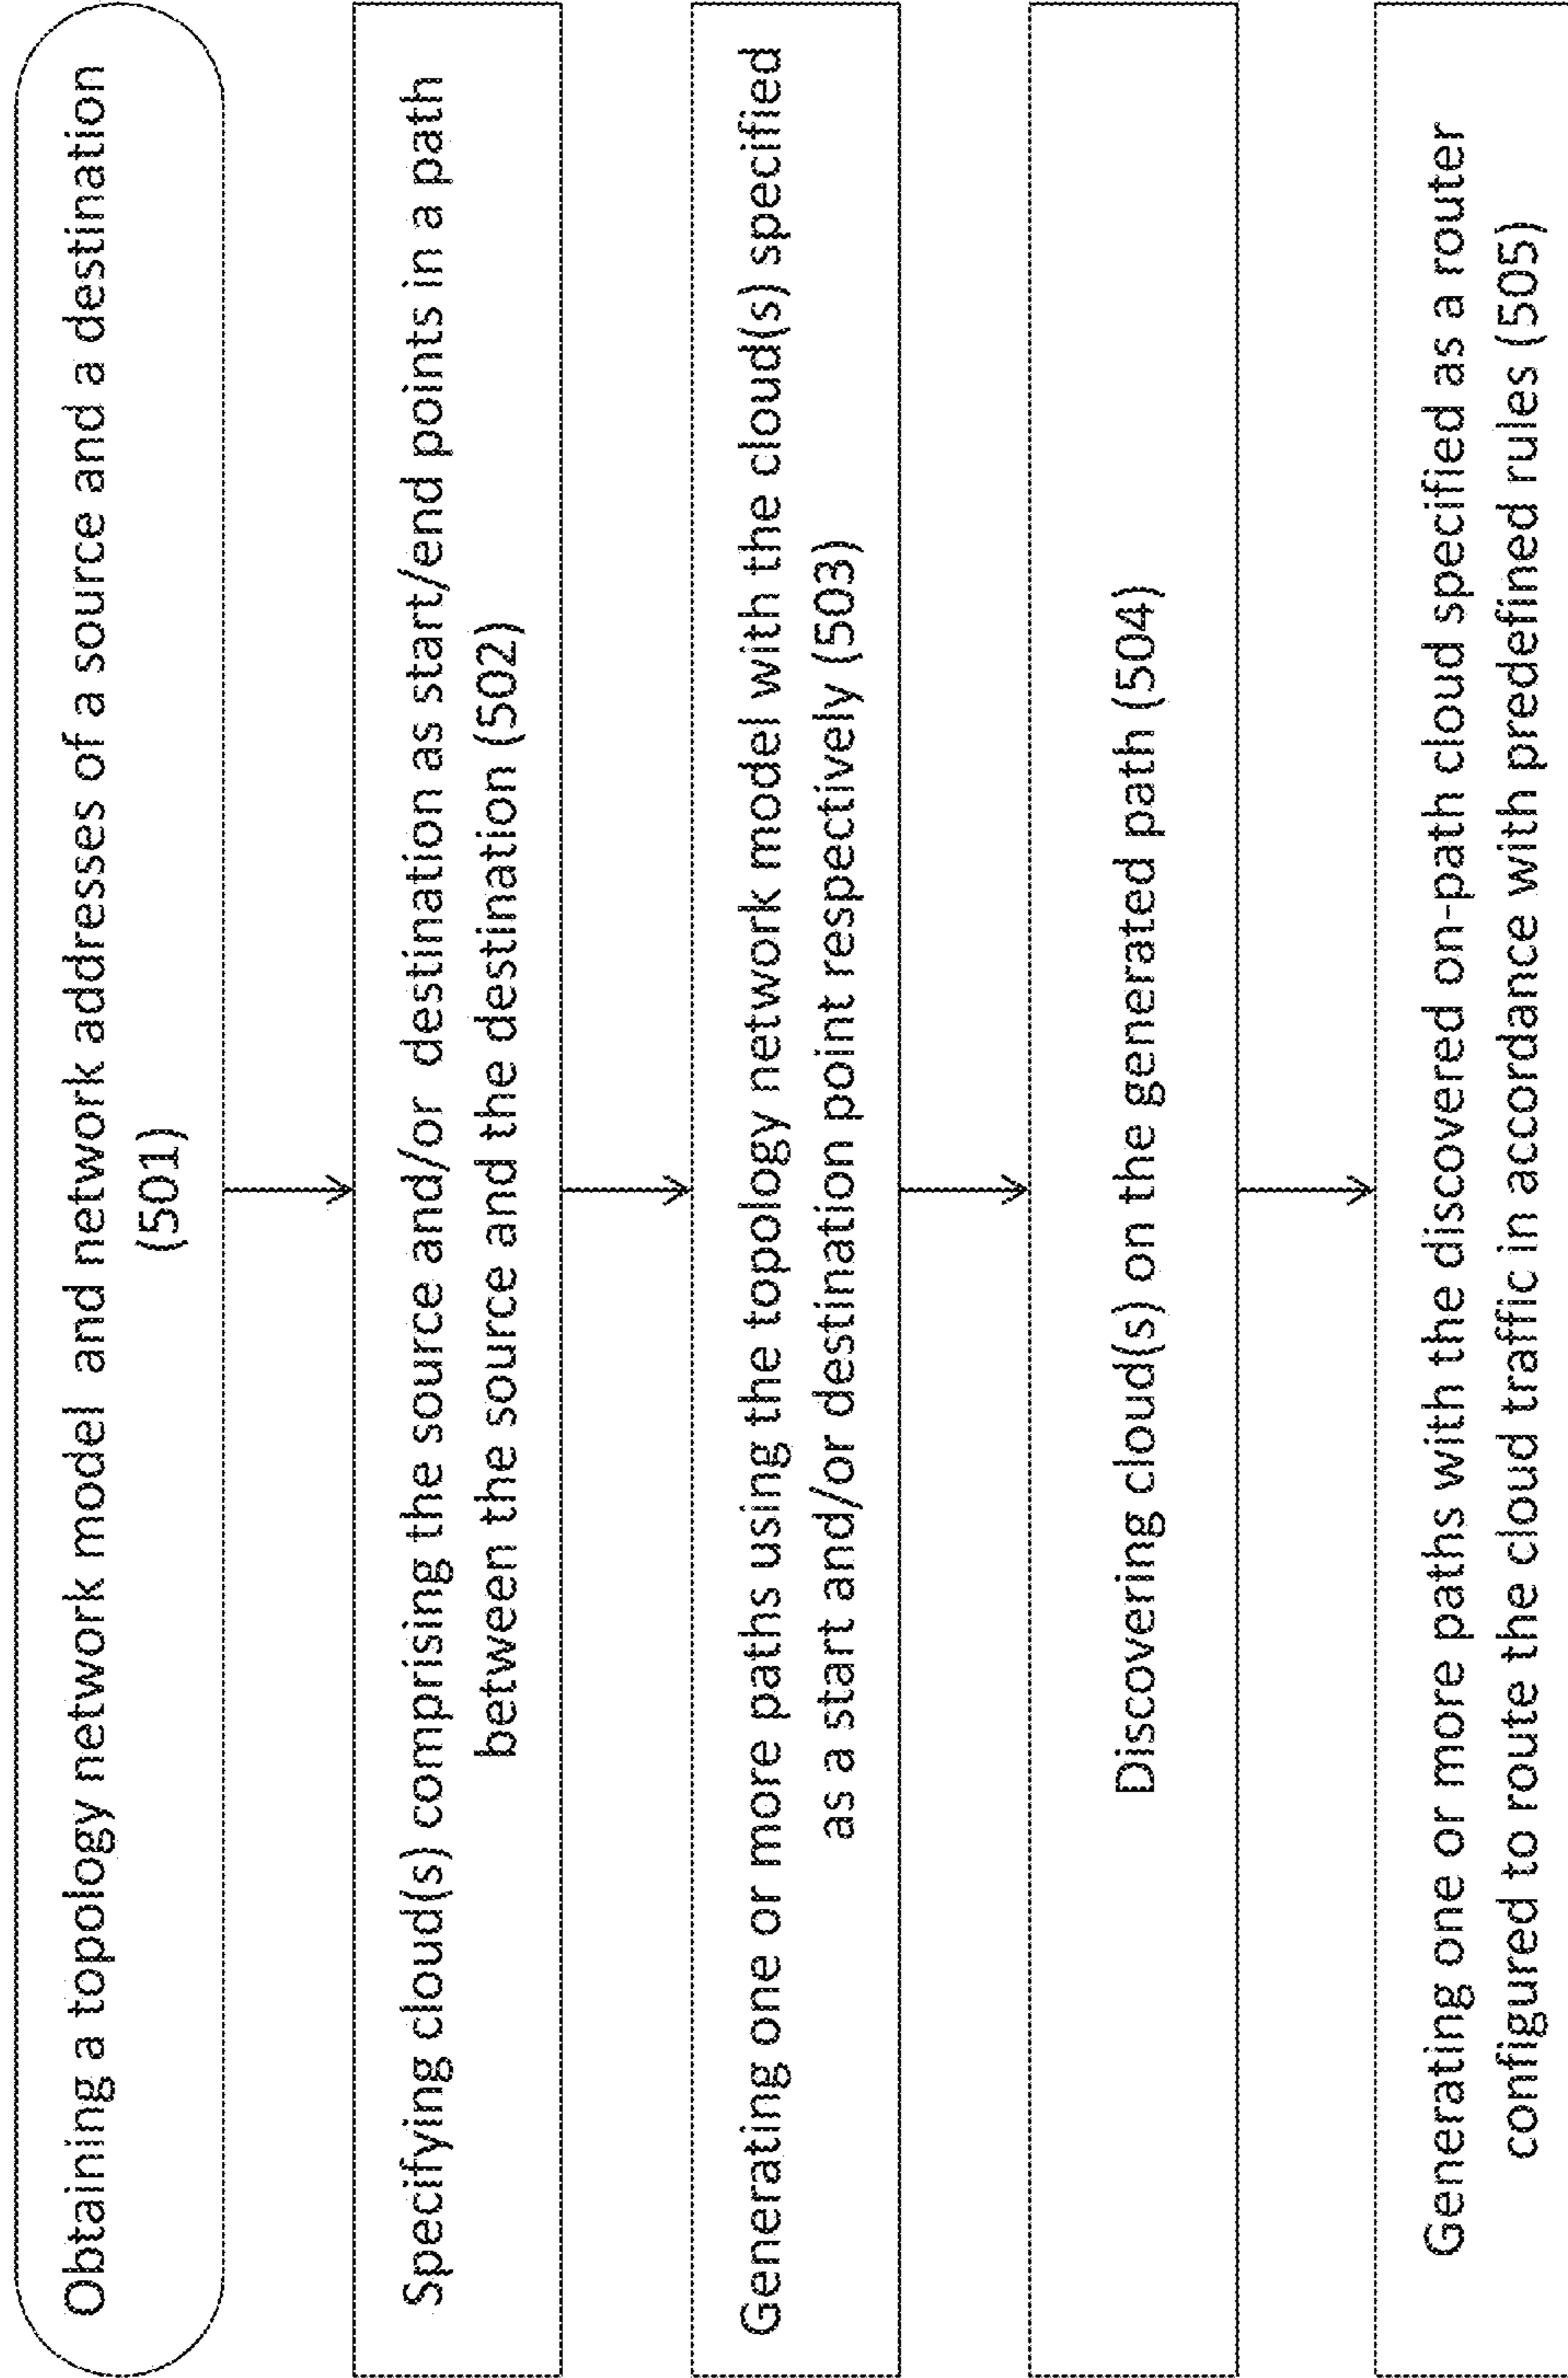 Obtaining a topology network model and network addresses of a source and a destination
(501)
Specifying cloud(s) comprising the source and/or destination as start/end points in a path
between the source and the destination (502)
Generating one or more paths using the topology network model with the cloud(s) specified
as a start and/or destination point respectively (503)
Discovering cloud(s) on the generated path (504)
Generating one or more paths with the discovered on-path cloud specified as a router
configured to route the cloud traffic in accordance with predefined rules (505)